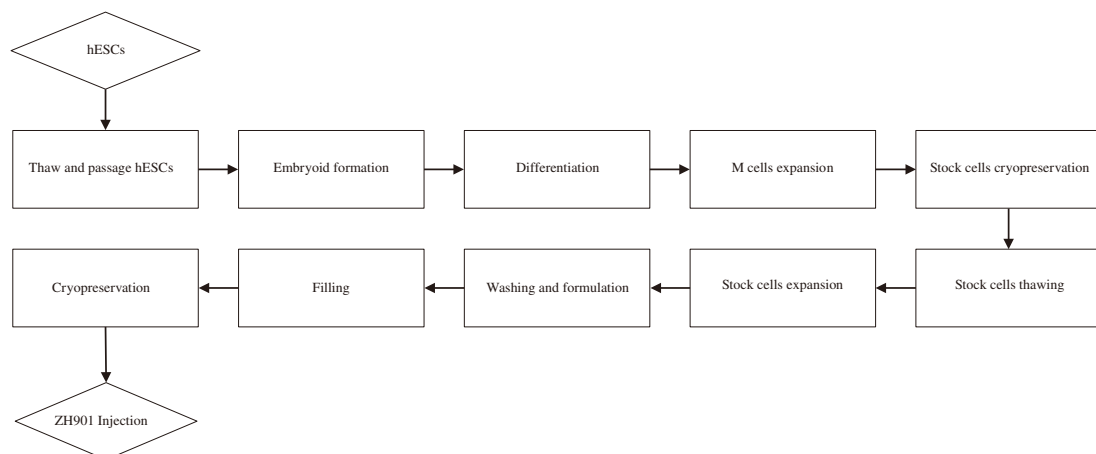 hESCs
Thaw and passage hESCs
Embryoid formation
Differentiation
M cells expansion
Stock cells cryopreservation
Stock cells thawing
Stock cells expansion
Washing and formulation
Filling
Cryopreservation
ZH901 Injection